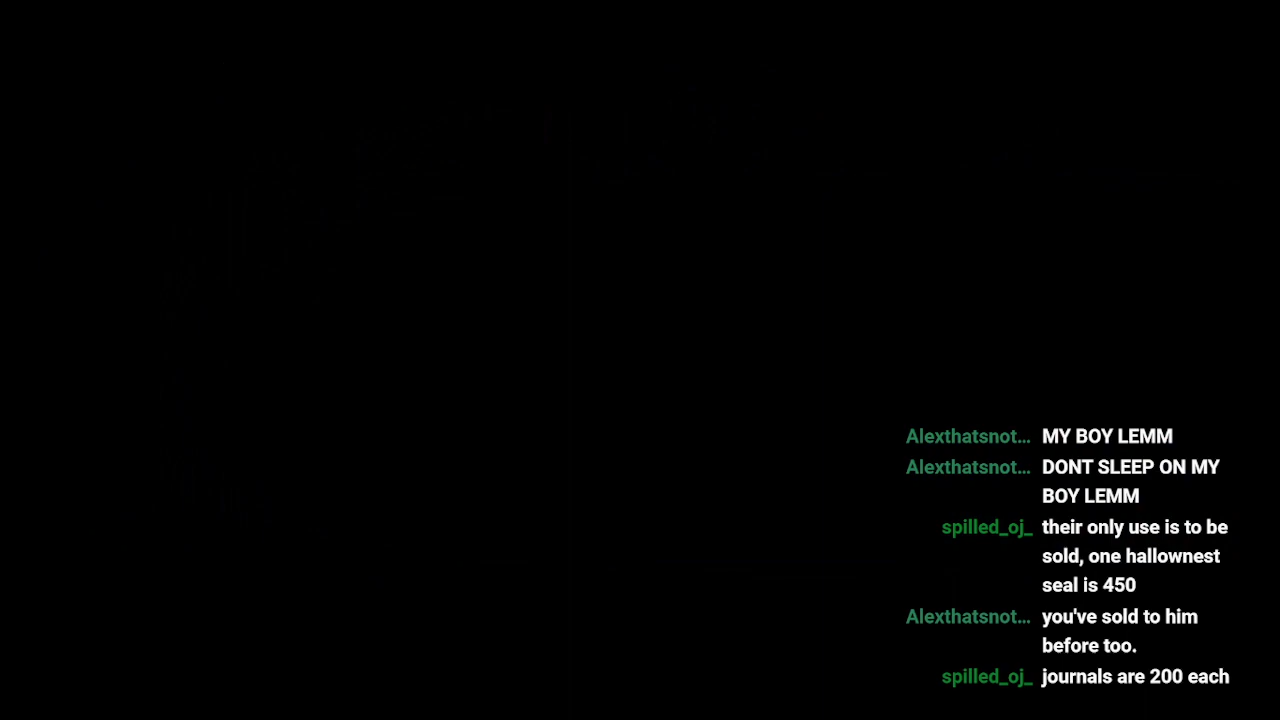 Alexthatsnot... MY BOY LEMM
Alexthatsnot... DONT SLEEP ON MY
BOY LEMM
spilled_oj_ their only use is to be
sold, one hallownest
seal is 450
Alexthatsnot... you've sold to him
before too.
spilled_oj_ journals are 200 each